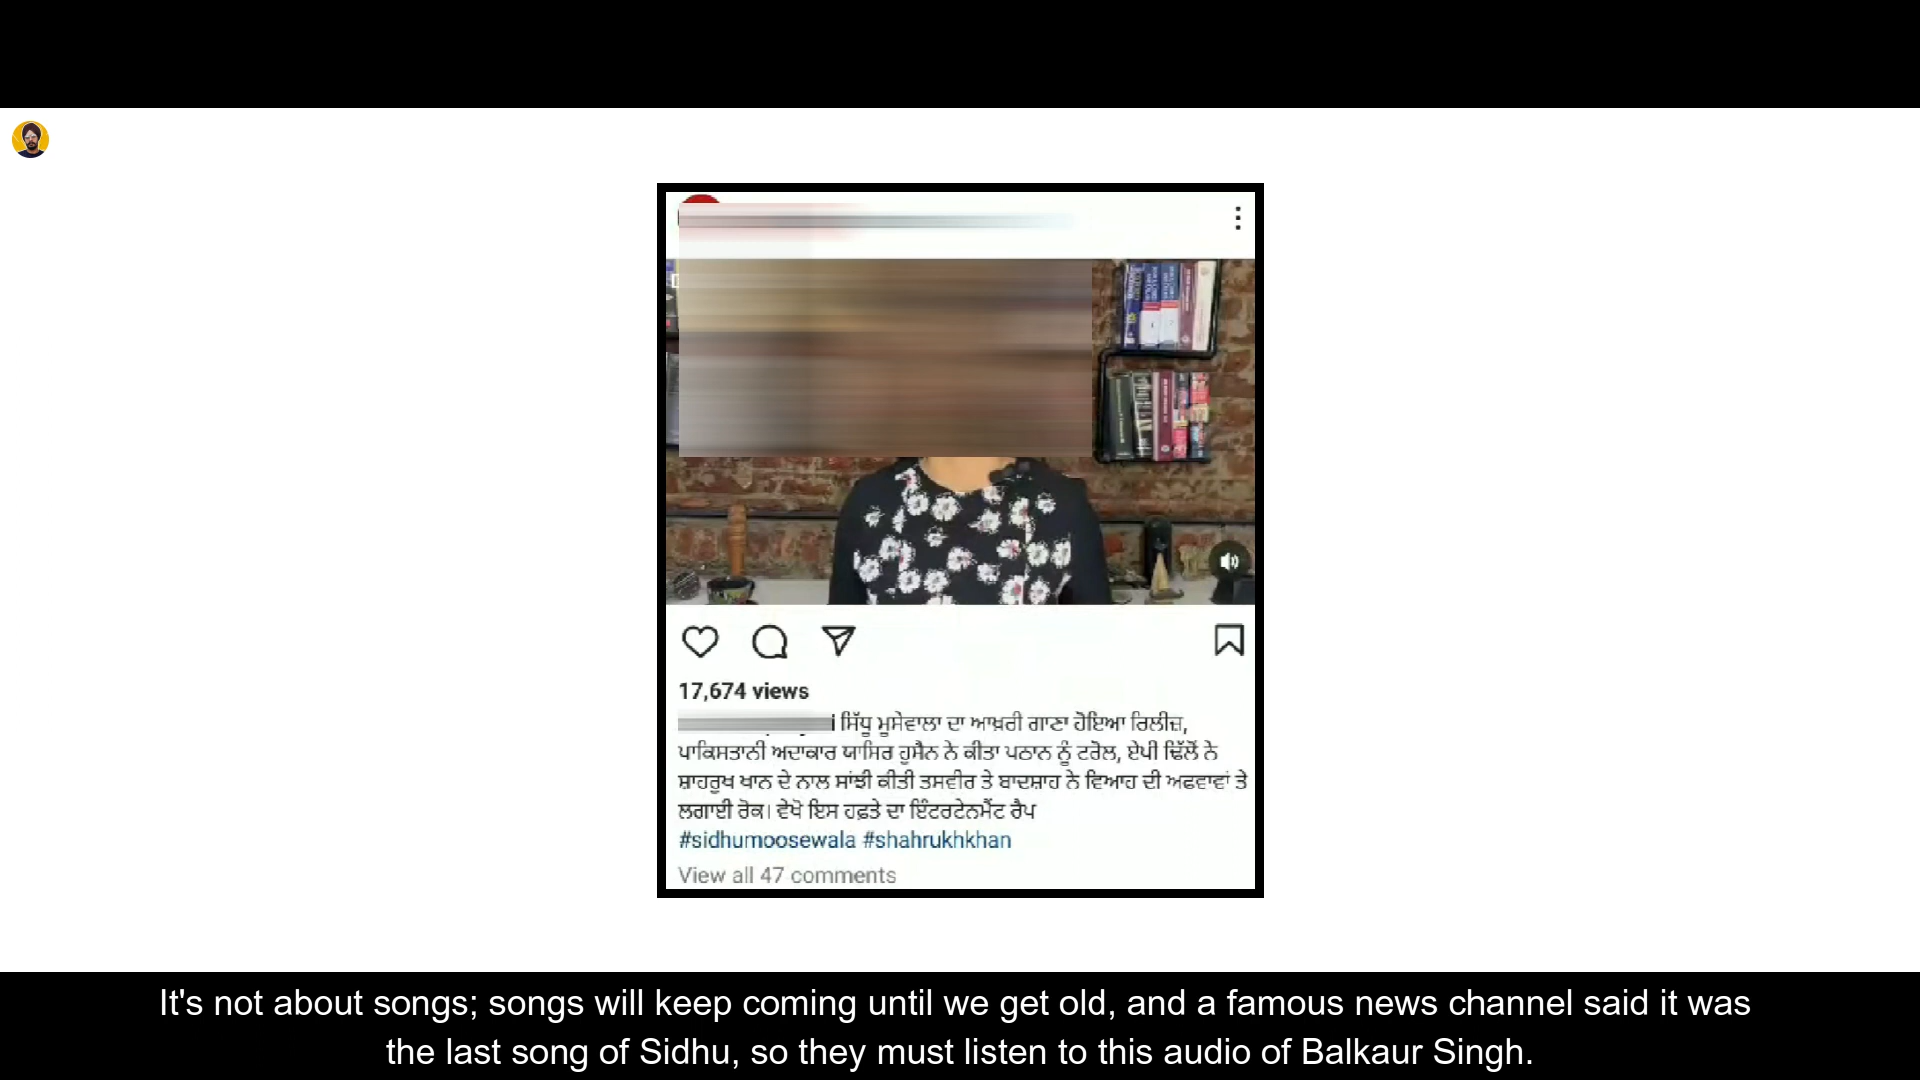 17,674 views
ਸਿੱਧੂ ਮੂਸੇਵਾਲਾ ਦਾ ਆਖ਼ਰੀ ਗਾਣਾ ਹੋਇਆ ਰਿਲੀਜ਼,
ਪਾਕਿਸਤਾਨੀ ਅਦਾਕਾਰ ਯਾਸਿਰ ਹੁਸੈਨ ਨੇ ਕੀਤਾ ਪਠਾਨ ਨੂੰ ਟਰੋਲ, ਏਪੀ ਢਿੱਲੋਂ ਨੇ
ਸ਼ਾਹਰੁਖ ਖਾਨ ਦੇ ਨਾਲ ਸਾਂਝੀ ਕੀਤੀ ਤਸਵੀਰ ਤੇ ਬਾਦਸ਼ਾਹ ਨੇ ਵਿਆਹ ਦੀ ਅਫਵਾਵਾਂ ਤੇ
ਲਗਾਈ ਰੋਕ। ਵੇਖੋ ਇਸ ਹਫ਼ਤੇ ਦਾ ਇੰਟਰਟੇਨਮੈਂਟ ਰੈਪ
#sidhumoosewala #shahrukhkhan
View all 47 comments
It's not about songs; songs will keep coming until we get old, and a famous news channel said it was
the last song of Sidhu, so they must listen to this audio of Balkaur Singh.